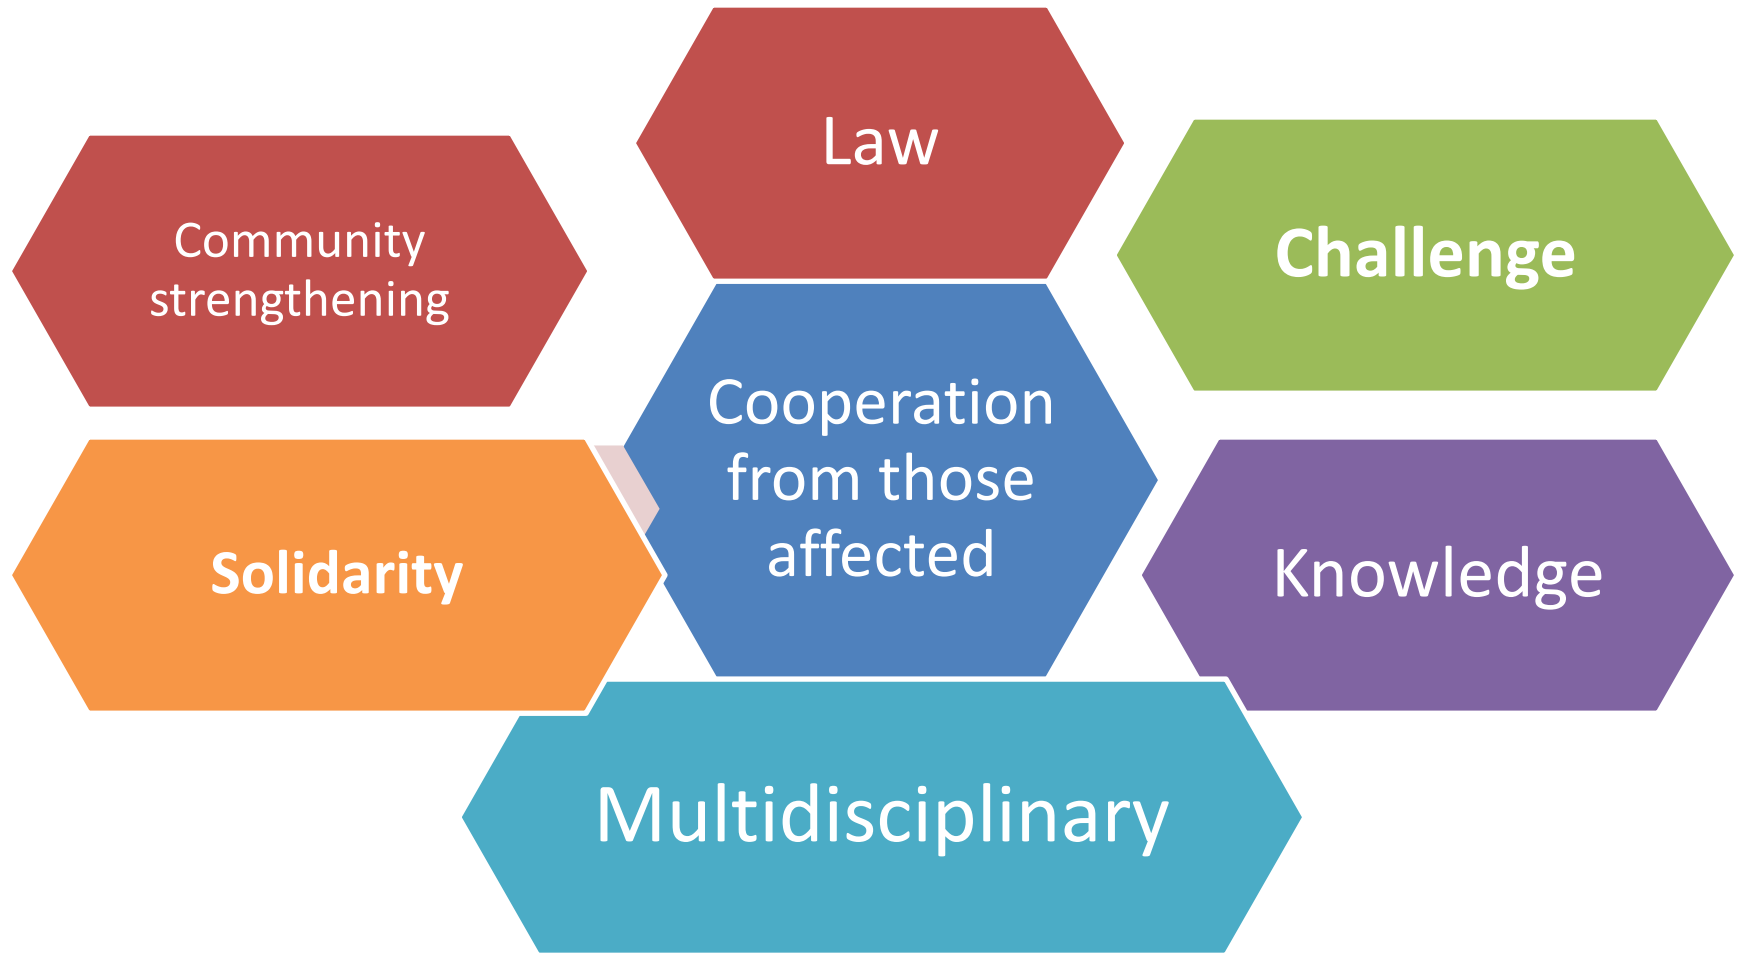 Law
Community
strengthening
Challenge
Cooperation
from those
affected
Solidarity
Knowledge
Multidisciplinary